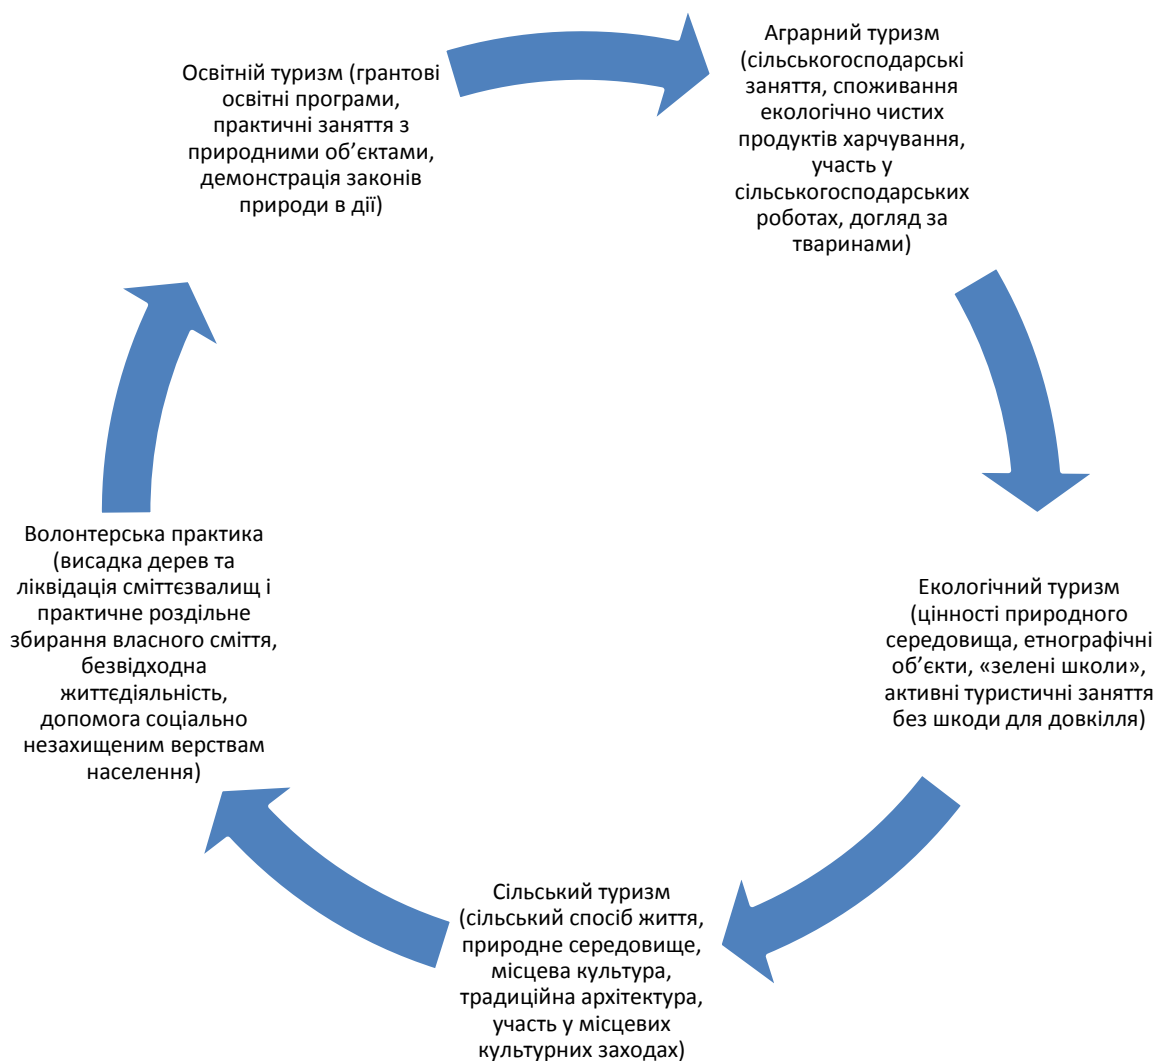 Освітній туризм (грантові
освітні програми,
практичні заняття з
природними об’єктами,
демонстрація законів
природи в дії)
Аграрний туризм
(сільськогосподарські
заняття, споживання
екологічно чистих
продуктів харчування,
участь у
сільськогосподарських
роботах, догляд за
тваринами)
Екологічний туризм
(цінності природного
середовища, етнографічні
об’єкти, «зелені школи»,
активні туристичні заняття
без шкоди для довкілля)
Сільський туризм
(сільський спосіб життя,
природне середовище,
місцева культура,
традиційна архітектура,
участь у місцевих
культурних заходах)
Волонтерська практика
(висадка дерев та
ліквідація сміттєзвалищ і
практичне роздільне
збирання власного сміття,
безвідходна
життєдіяльність,
допомога соціально
незахищеним верствам
населення)